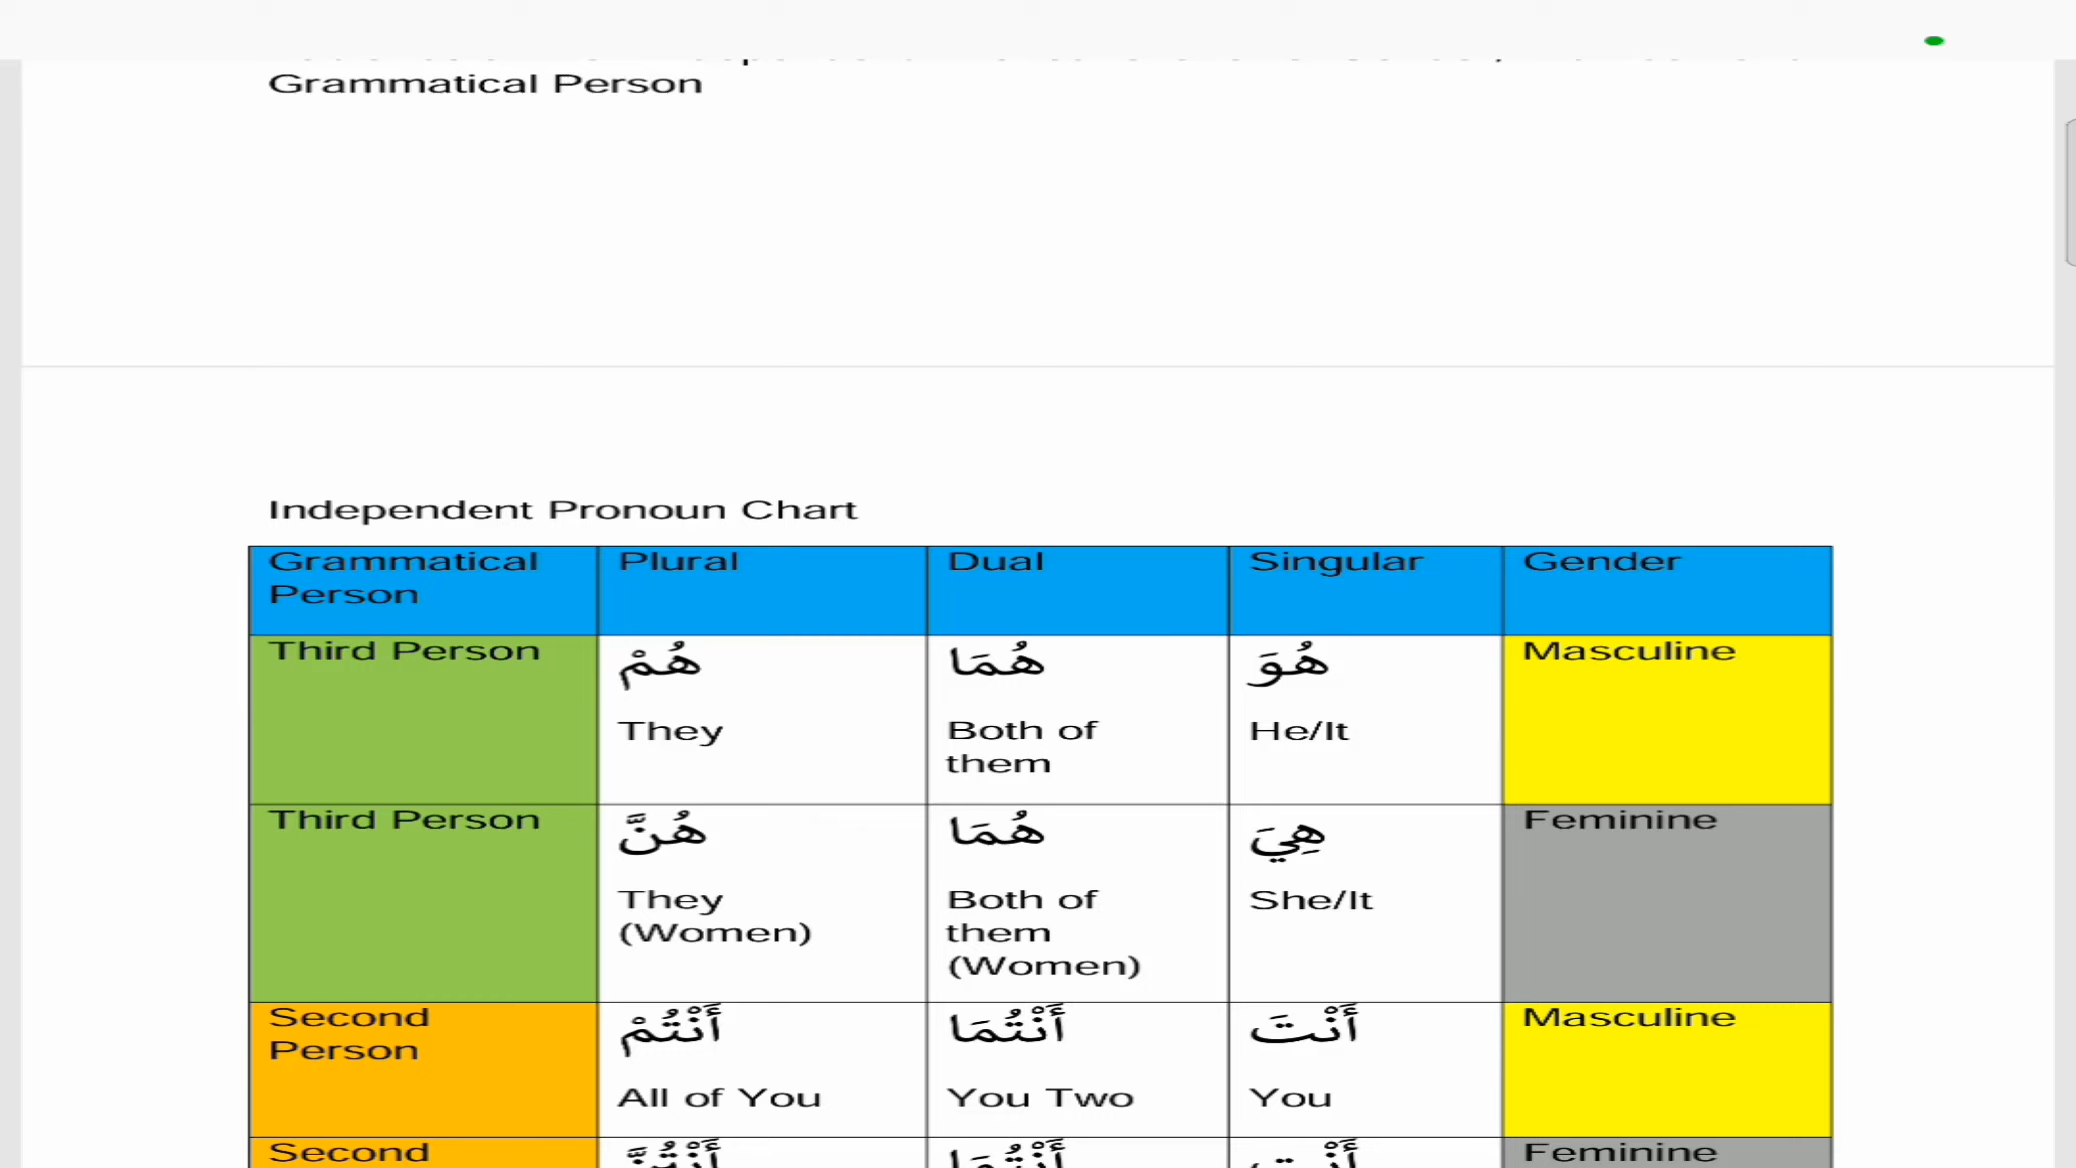 Grammatical Person
Independent Pronoun Chart
Grammatical Person Plural Dual Singular Gender
Third Person هُمْ هُمَا هُوَ Masculine
They Both of them He/It
Third Person هُنَّ هُمَا هِيَ Feminine
They (Women) Both of them (Women) She/It
Second Person أَنْتُمْ أَنْتُمَا أَنْتَ Masculine
All of You You Two You
Second Feminine